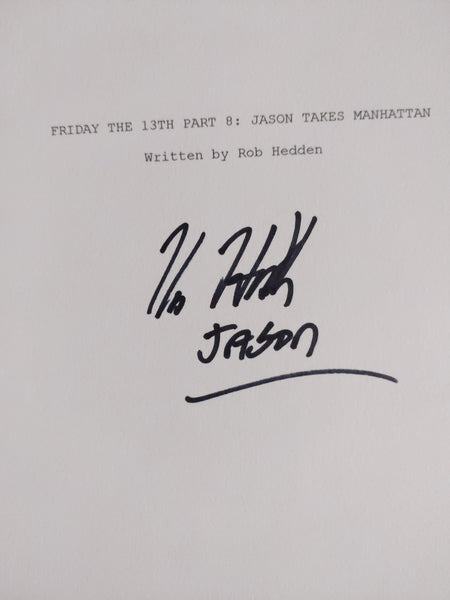 FRIDAY THE 13TH PART 8: JASON TAKES MANHATTAN
Written by Rob Hedden
JASON